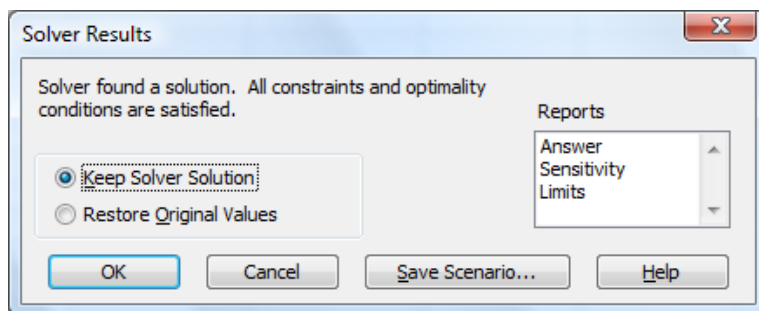 Solver Results
Solver found a solution. All constraints and optimality
conditions are satisfied.
Reports
Answer
Sensitivity
Limits
Keep Solver Solution
Restore Original Values
OK Cancel Save Scenario... Help